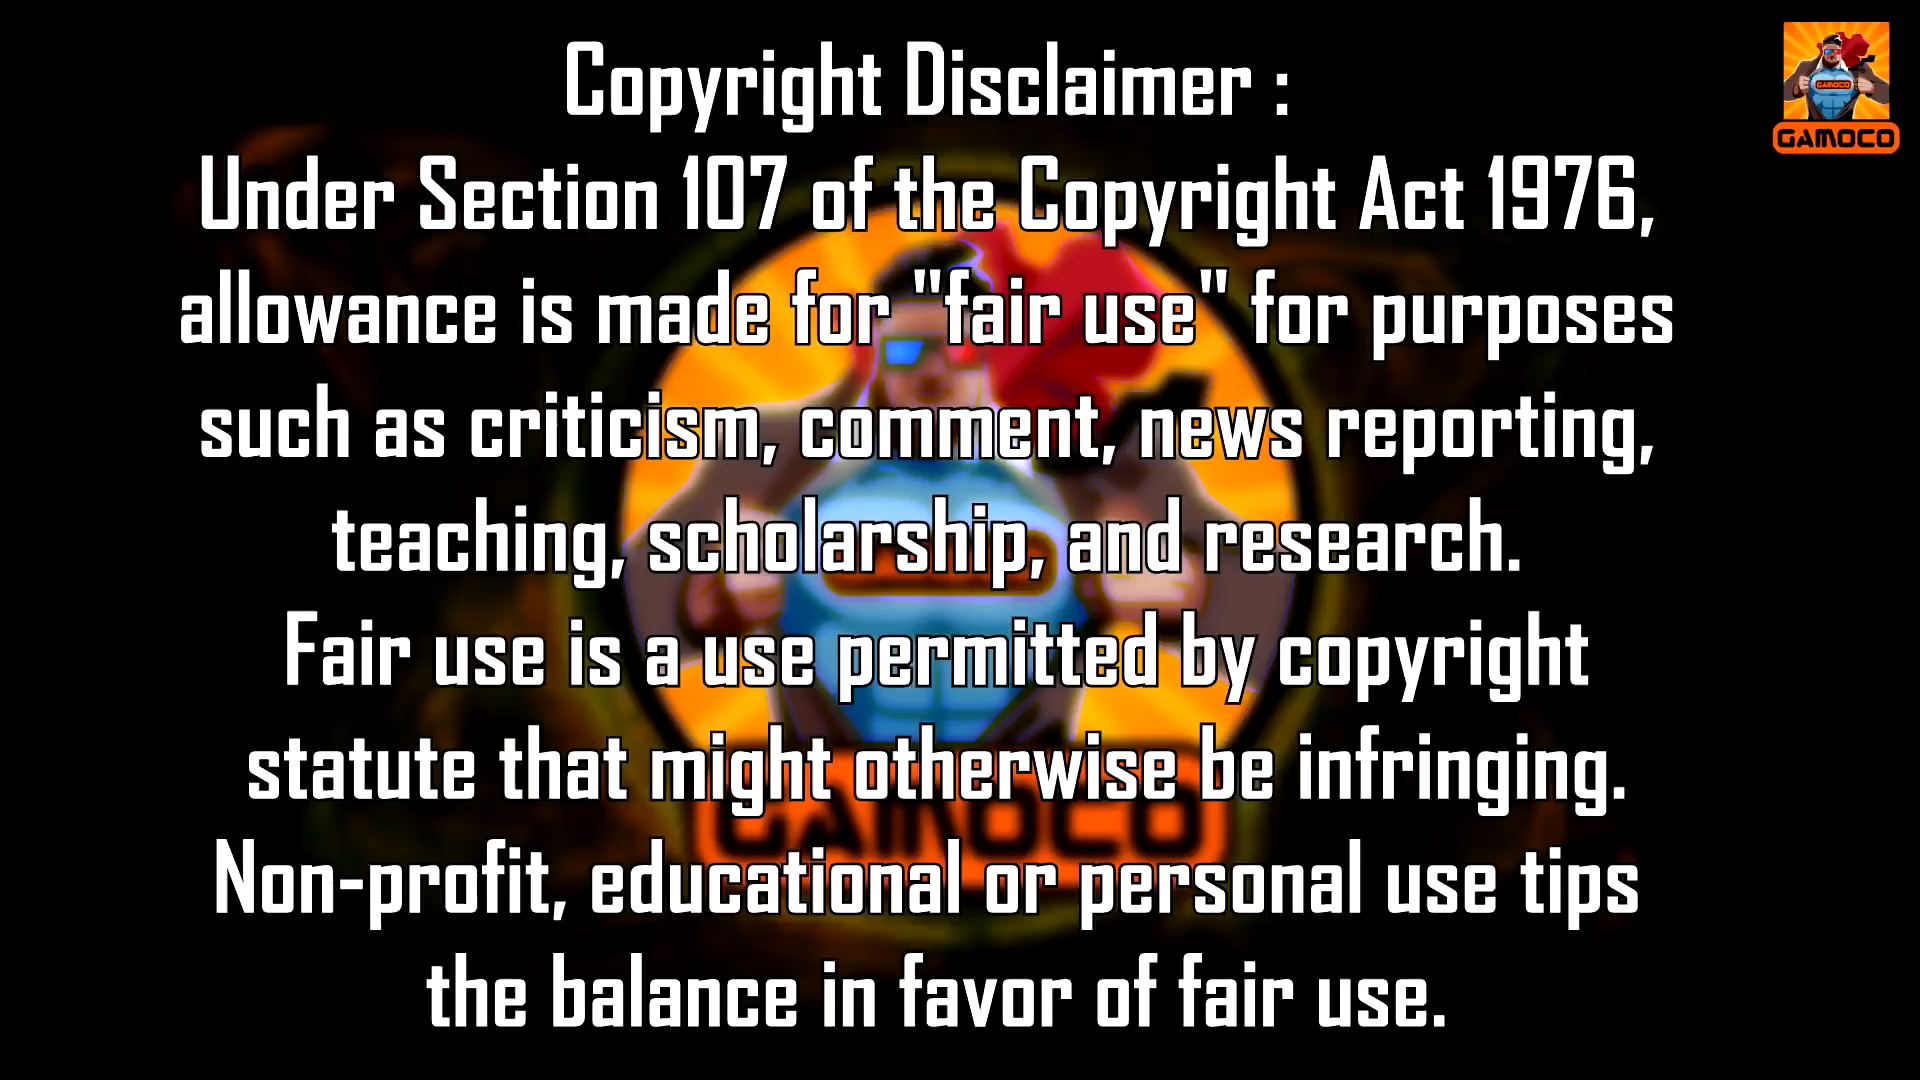 Copyright Disclaimer :
Under Section 107 of the Copyright Act 1976,
allowance is made for "fair use" for purposes
such as criticism, comment, news reporting,
teaching, scholarship, and research.
Fair use is a use permitted by copyright
statute that might otherwise be infringing.
Non-profit, educational or personal use tips
the balance in favor of fair use.
GAMOCO
GAMOCO
GAMOCO